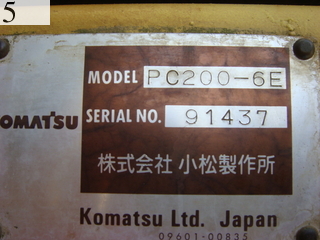 5
MODEL PC200-6E
OMATSU
SERIAL NO. 91437
株式会社 小松製作所
Komatsu Ltd. Japan
09601-00835